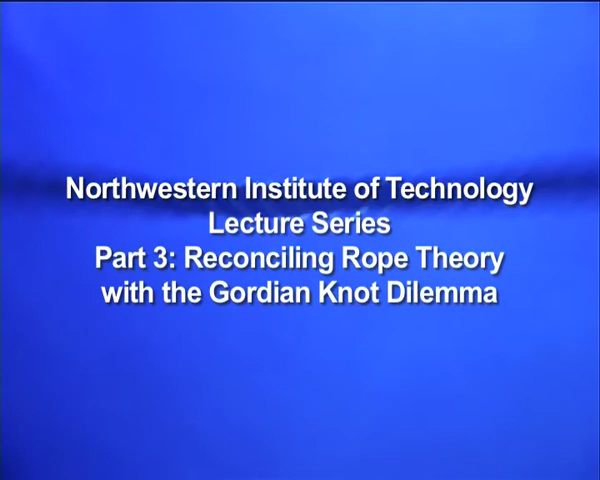 Northwestern Institute of Technology
Lecture Series
Part 3: Reconciling Rope Theory
with the Gordian Knot Dilemma